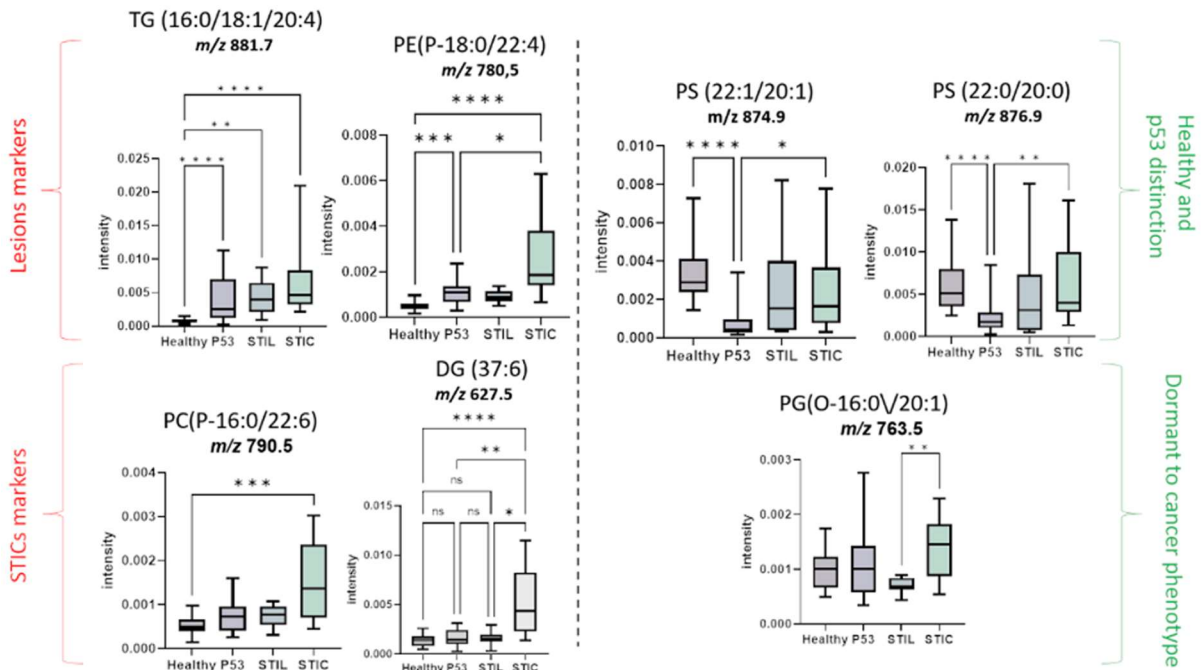 Lesions markers
TG (16:0/18:1/20:4)
m/z 881.7
* * * *
* *
* * * *
0.025
0.020
0.015
0.010
0.005
0.000
intensity
Healthy P53 STIL STIC
PE(P-18:0/22:4)
m/z 780,5
* * * *
* * *
*
0.008
0.006
0.004
0.002
0.000
intensity
Healthy P53 STIL STIC
PS (22:1/20:1)
m/z 874.9
* * * *
*
0.010
0.008
0.006
0.004
0.002
0.000
intensity
Healthy P53 STIL STIC
PS (22:0/20:0)
m/z 876.9
* * * *
* *
0.020
0.015
0.010
0.005
0.000
intensity
Healthy P53 STIL STIC
Healthy and
p53 distinction
STICs markers
PC(P-16:0/22:6)
m/z 790.5
* * *
0.004
0.003
0.002
0.001
0.000
intensity
Healthy P53 STIL STIC
DG (37:6)
m/z 627.5
* * * *
* *
ns
ns
ns
*
0.015
0.010
0.005
0.000
intensity
Healthy P53 STIL STIC
PG(O-16:0\/20:1)
m/z 763.5
* *
0.003
0.002
0.001
0.000
intensity
Healthy P53 STIL STIC
Dormant to cancer phenotype